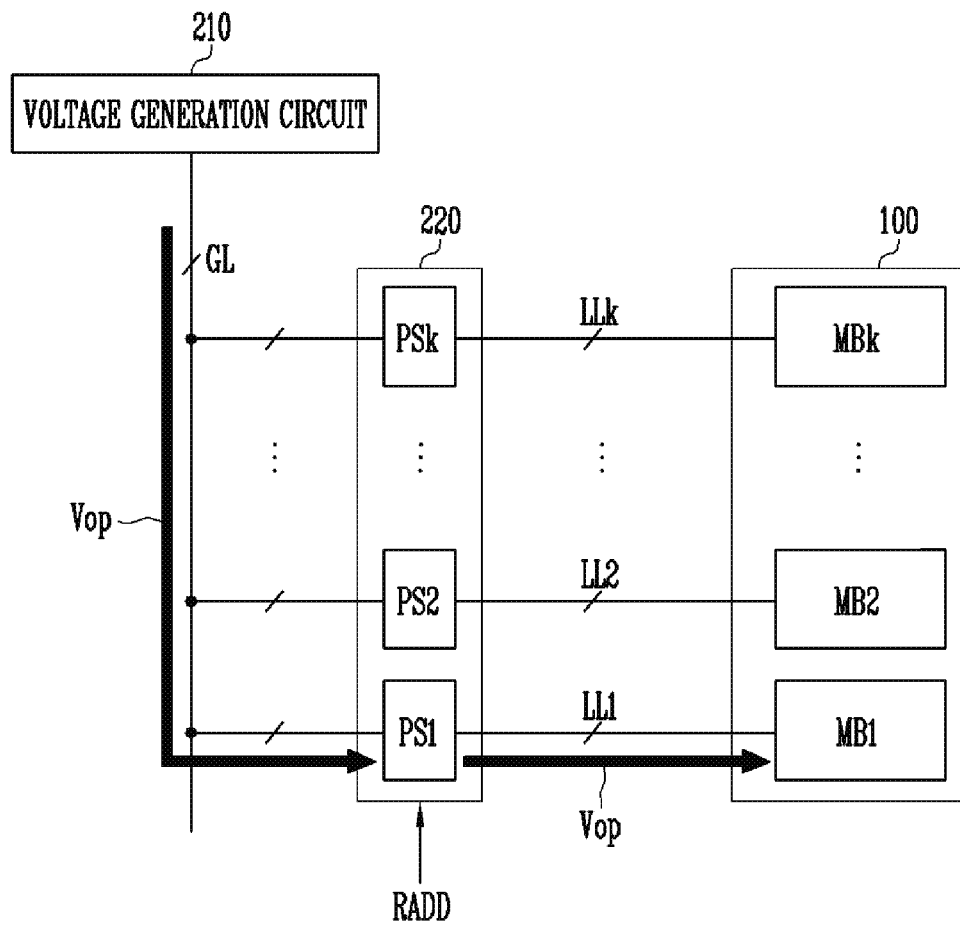 210
VOLTAGE GENERATION CIRCUIT
220
100
GL
PSk
LLk
MBk
Vop
PS2
LL2
MB2
PS1
LL1
MB1
Vop
RADD